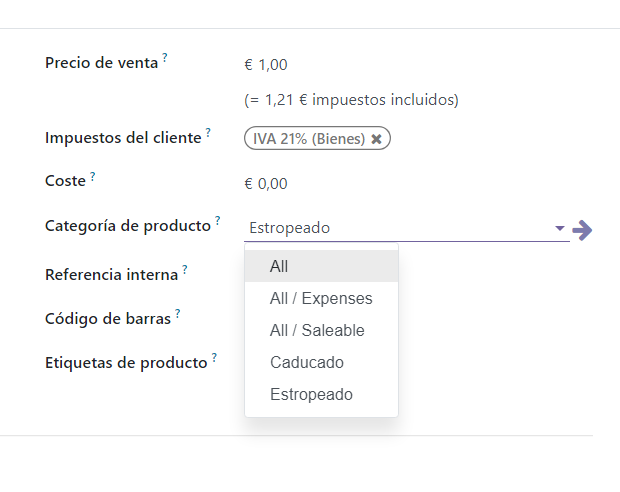 Precio de venta ? € 1,00
(= 1,21 € impuestos incluidos)
Impuestos del cliente ? IVA 21% (Bienes) ✖
Coste ? € 0,00
Categoría de producto ? Estropeado
All
Referencia interna ?
All / Expenses
Código de barras ? All / Saleable
Etiquetas de producto ? Caducado
Estropeado